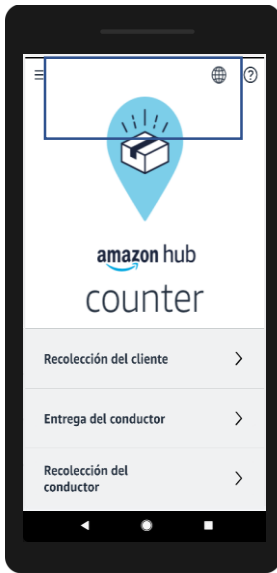 amazon hub
counter
Recolección del cliente
Entrega del conductor
Recolección del
conductor